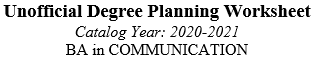 Unofficial Degree Planning Worksheet
Catalog Year: 2020-2021
BA in COMMUNICATION